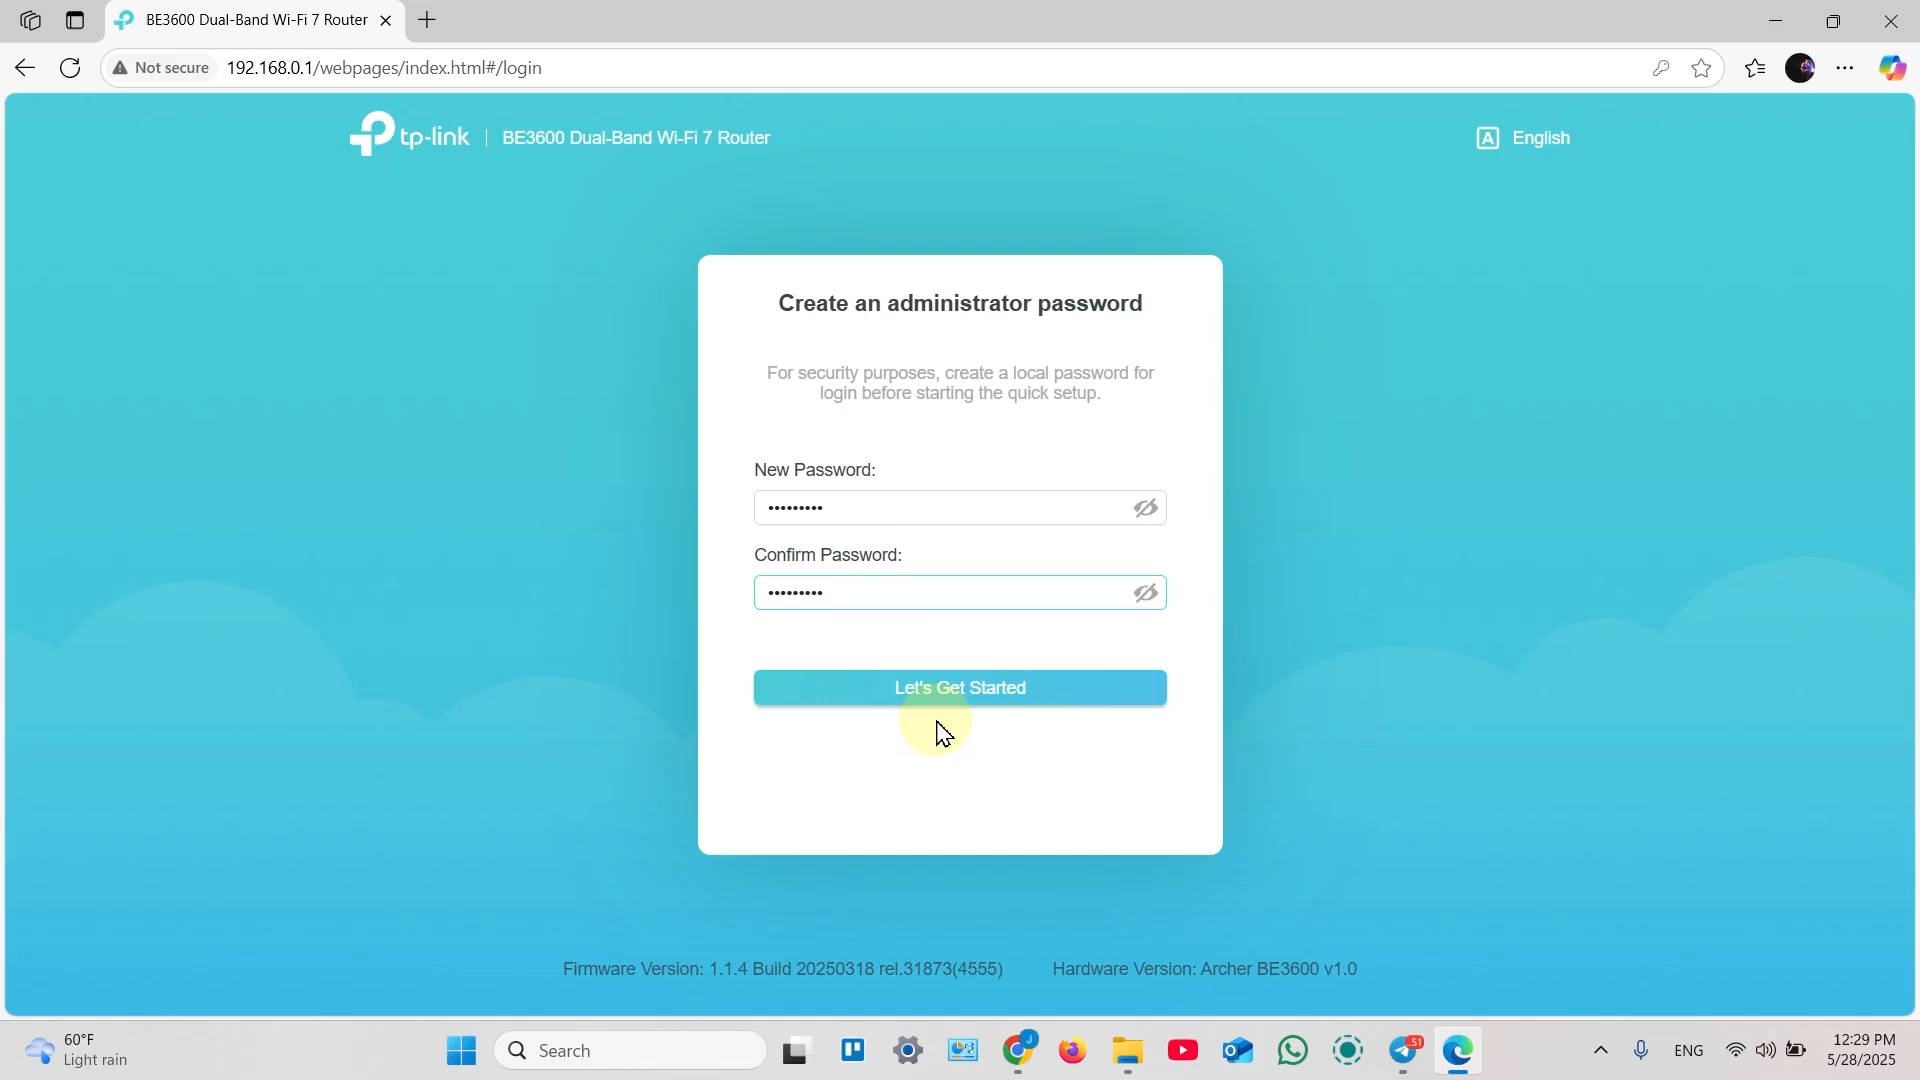 BE3600 Dual-Band Wi-Fi 7 Router
Not secure 192.168.0.1/webpages/index.html#/login
tp-link | BE3600 Dual-Band Wi-Fi 7 Router
A English
Create an administrator password
For security purposes, create a local password for
login before starting the quick setup.
New Password:
•••••••••
Confirm Password:
•••••••••
Let's Get Started
Firmware Version: 1.1.4 Build 20250318 rel.31873(4555) Hardware Version: Archer BE3600 v1.0
60°F
Light rain
Search
J
51
ENG
12:29 PM
5/28/2025